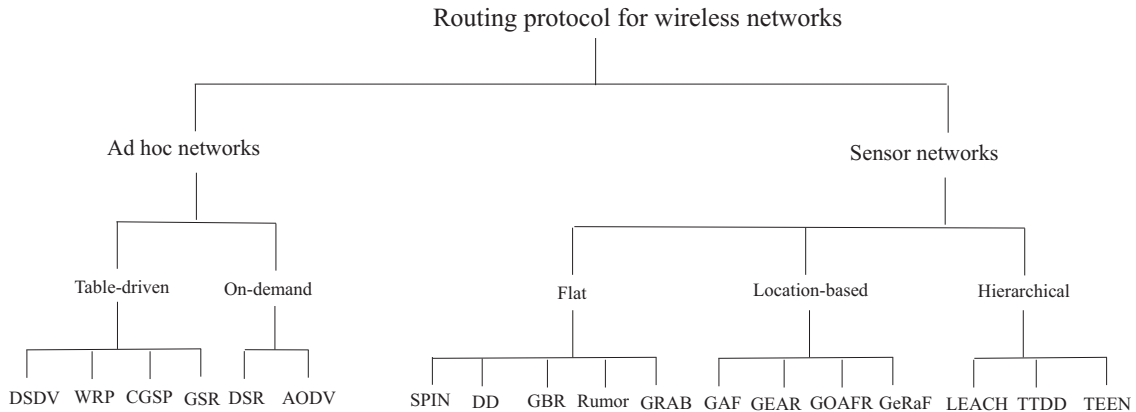 Routing protocol for wireless networks
Ad hoc networks
Sensor networks
Table-driven
On-demand
Flat
Location-based
Hierarchical
DSDV WRP CGSP GSR DSR AODV SPIN DD GBR Rumor GRAB GAF GEAR GOAFR GeRaF LEACH TTDD TEEN